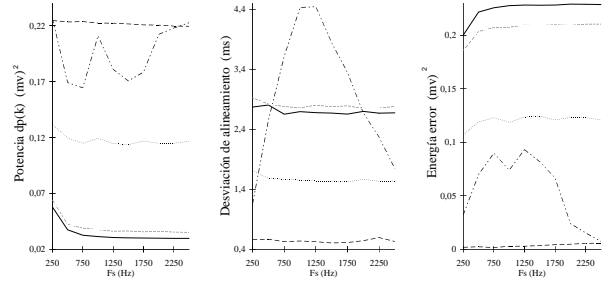 Potencia dp(k) (mv)²
0,22
0,17
0,12
0,07
0,02
250 750 1250 1750 2250
Fs (Hz)
Desviación de alineamiento (ms)
4,4
3,4
2,4
1,4
0,4
250 750 1250 1750 2250
Fs (Hz)
Energía error (mv)²
0,2
0,15
0,1
0,05
0
250 750 1250 1750 2250
Fs (Hz)